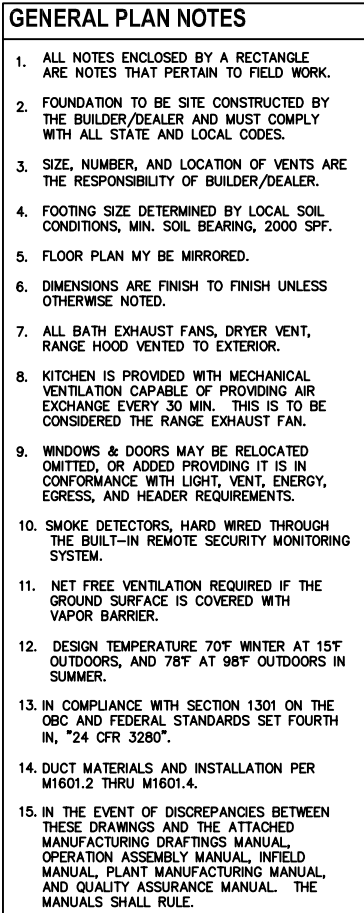 GENERAL PLAN NOTES
1. ALL NOTES ENCLOSED BY A RECTANGLE
ARE NOTES THAT PERTAIN TO FIELD WORK.
2. FOUNDATION TO BE SITE CONSTRUCTED BY
THE BUILDER/DEALER AND MUST COMPLY
WITH ALL STATE AND LOCAL CODES.
3. SIZE, NUMBER, AND LOCATION OF VENTS ARE
THE RESPONSIBILITY OF BUILDER/DEALER.
4. FOOTING SIZE DETERMINED BY LOCAL SOIL
CONDITIONS, MIN. SOIL BEARING, 2000 SPF.
5. FLOOR PLAN MY BE MIRRORED.
6. DIMENSIONS ARE FINISH TO FINISH UNLESS
OTHERWISE NOTED.
7. ALL BATH EXHAUST FANS, DRYER VENT,
RANGE HOOD VENTED TO EXTERIOR.
8. KITCHEN IS PROVIDED WITH MECHANICAL
VENTILATION CAPABLE OF PROVIDING AIR
EXCHANGE EVERY 30 MIN. THIS IS TO BE
CONSIDERED THE RANGE EXHAUST FAN.
9. WINDOWS & DOORS MAY BE RELOCATED
OMITTED, OR ADDED PROVIDING IT IS IN
CONFORMANCE WITH LIGHT, VENT, ENERGY,
EGRESS, AND HEADER REQUIREMENTS.
10. SMOKE DETECTORS, HARD WIRED THROUGH
THE BUILT-IN REMOTE SECURITY MONITORING
SYSTEM.
11. NET FREE VENTILATION REQUIRED IF THE
GROUND SURFACE IS COVERED WITH
VAPOR BARRIER.
12. DESIGN TEMPERATURE 70°F WINTER AT 15°F
OUTDOORS, AND 78°F AT 98°F OUTDOORS IN
SUMMER.
13. IN COMPLIANCE WITH SECTION 1301 ON THE
OBC AND FEDERAL STANDARDS SET FOURTH
IN, "24 CFR 3280".
14. DUCT MATERIALS AND INSTALLATION PER
M1601.2 THRU M1601.4.
15. IN THE EVENT OF DISCREPANCIES BETWEEN
THESE DRAWINGS AND THE ATTACHED
MANUFACTURING DRAFTINGS MANUAL,
OPERATION ASSEMBLY MANUAL, INFIELD
MANUAL, PLANT MANUFACTURING MANUAL,
AND QUALITY ASSURANCE MANUAL. THE
MANUALS SHALL RULE.